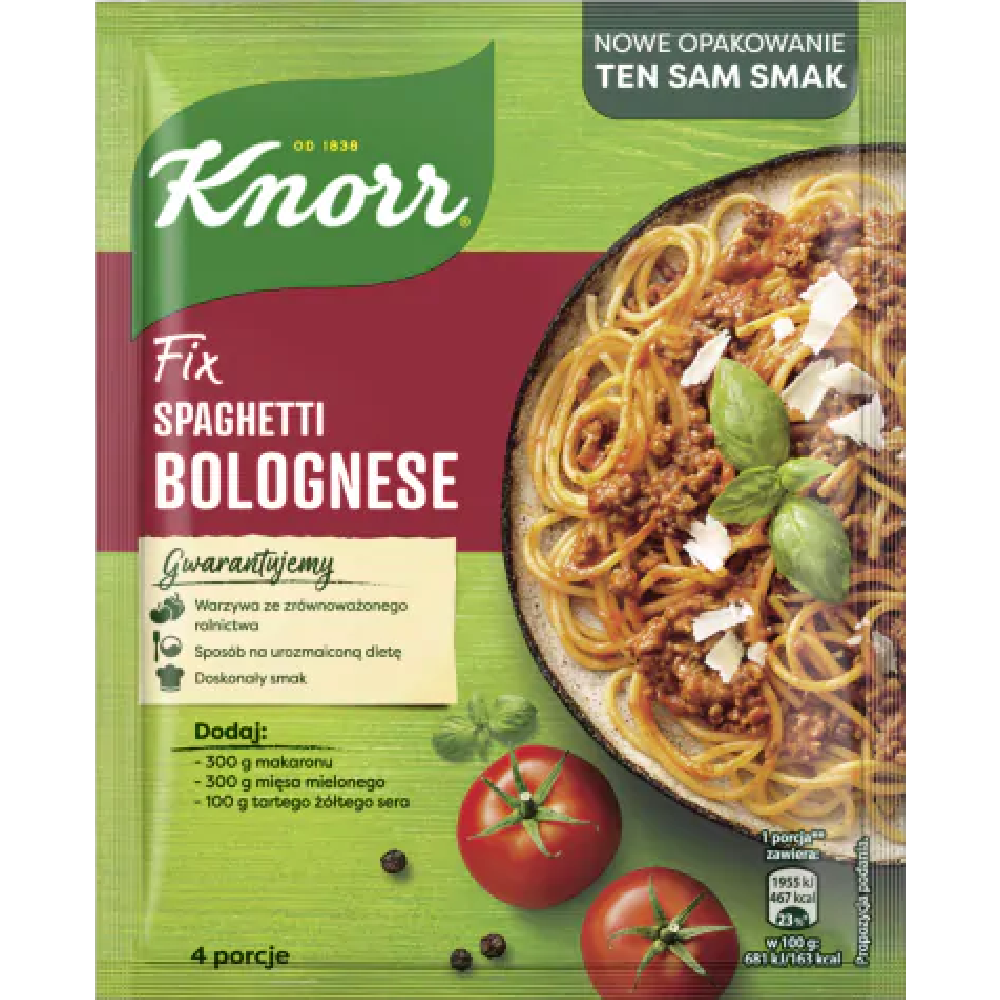 NOWE OPAKOWANIE
TEN SAM SMAK
OD 1838
Knorr®
Fix
SPAGHETTI
BOLOGNESE
Gwarantujemy
Warzywa ze zrównoważonego
rolnictwa
Sposób na urozmaiconą dietę
Doskonały smak
Dodaj:
- 300 g makaronu
- 300 g mięsa mielonego
- 100 g tartego żółtego sera
4 porcje
1 porcja**
zawiera:
1955 kJ
467 kcal
23%*
w 100 g:
681 kJ/163 kcal
Propozycja podania.